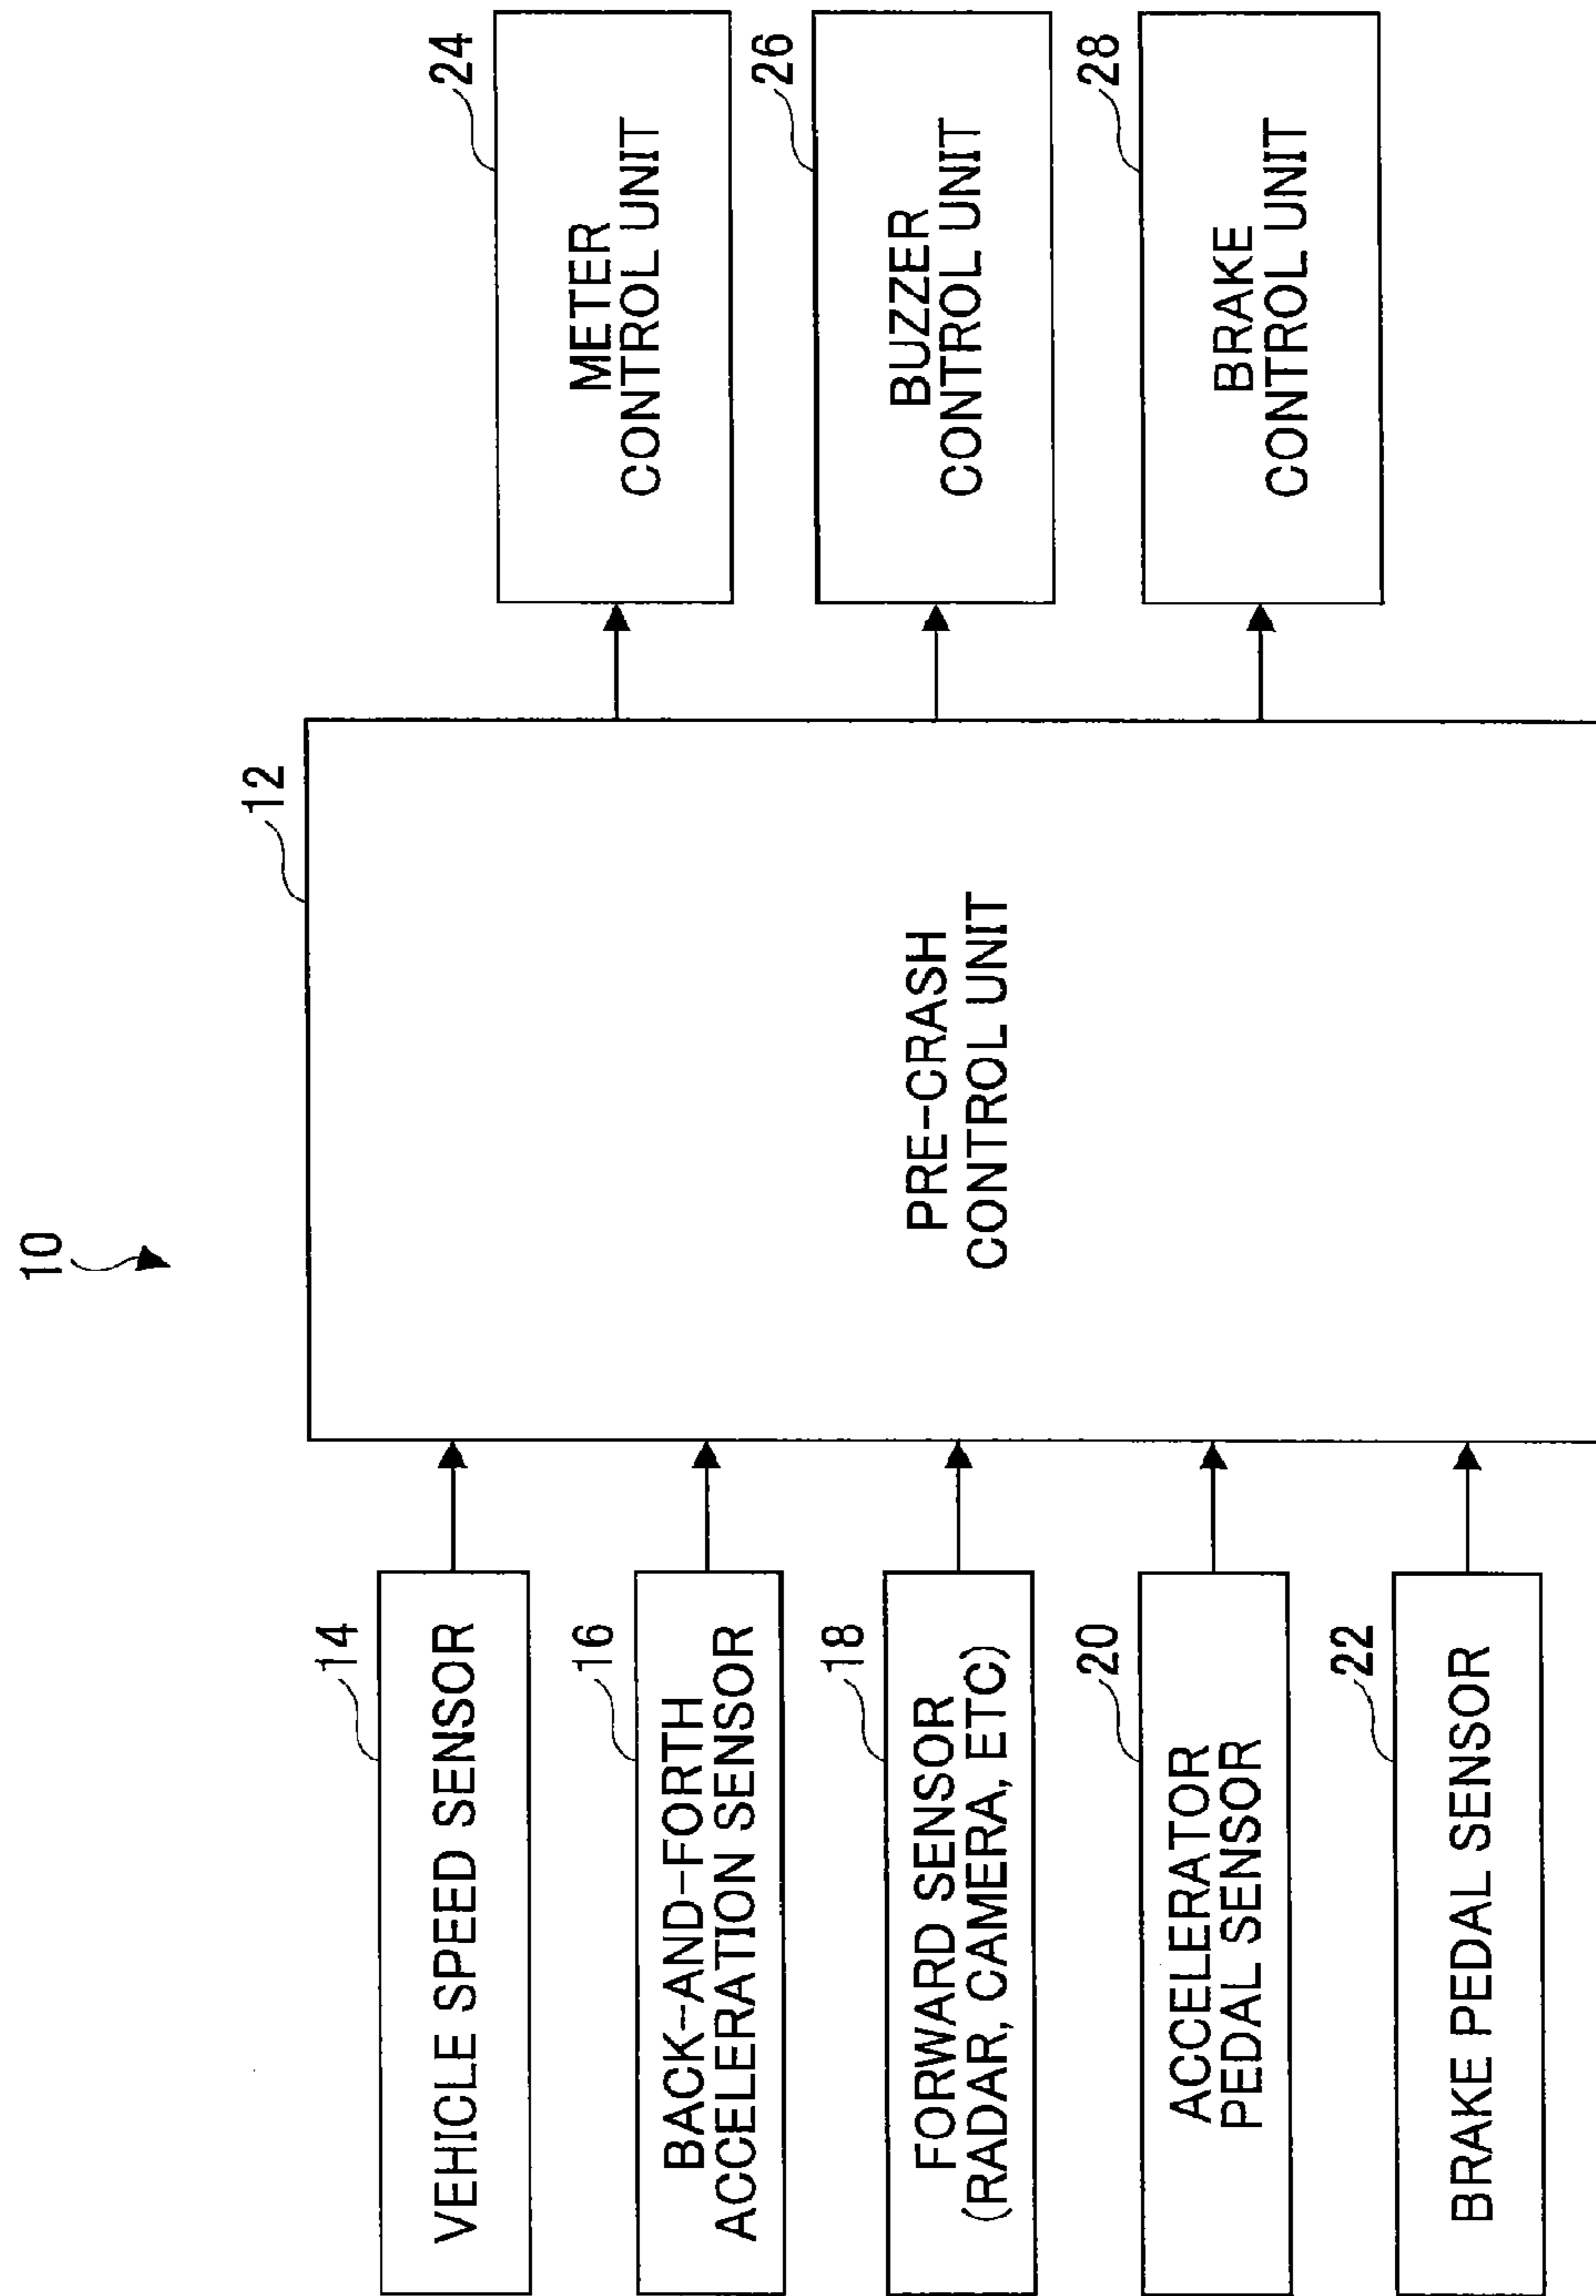 10
14
VEHICLE SPEED SENSOR
16
BACK-AND-FORTH
ACCELERATION SENSOR
18
FORWARD SENSOR
(RADAR, CAMERA, ETC)
20
ACCELERATOR
PEDAL SENSOR
22
BRAKE PEDAL SENSOR
12
PRE-CRASH
CONTROL UNIT
24
METER
CONTROL UNIT
26
BUZZER
CONTROL UNIT
28
BRAKE
CONTROL UNIT